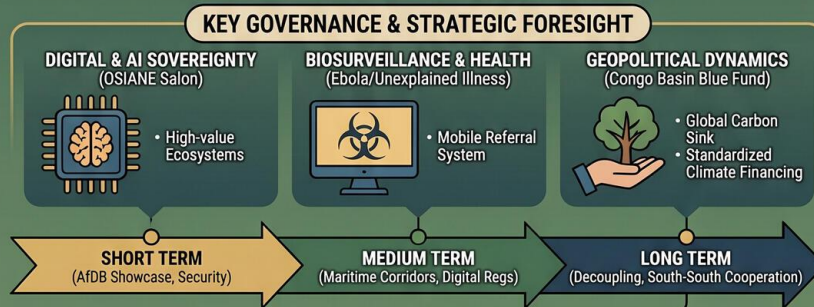 KEY GOVERNANCE & STRATEGIC FORESIGHT
DIGITAL & AI SOVEREIGNTY
(OSIANE Salon)
• High-value
Ecosystems
BIOSURVEILLANCE & HEALTH
(Ebola/Unexplained Illness)
• Mobile Referral
System
GEOPOLITICAL DYNAMICS
(Congo Basin Blue Fund)
• Global Carbon
Sink
• Standardized
Climate Financing
SHORT TERM
(AfDB Showcase, Security)
MEDIUM TERM
(Maritime Corridors, Digital Regs)
LONG TERM
(Decoupling, South-South Cooperation)